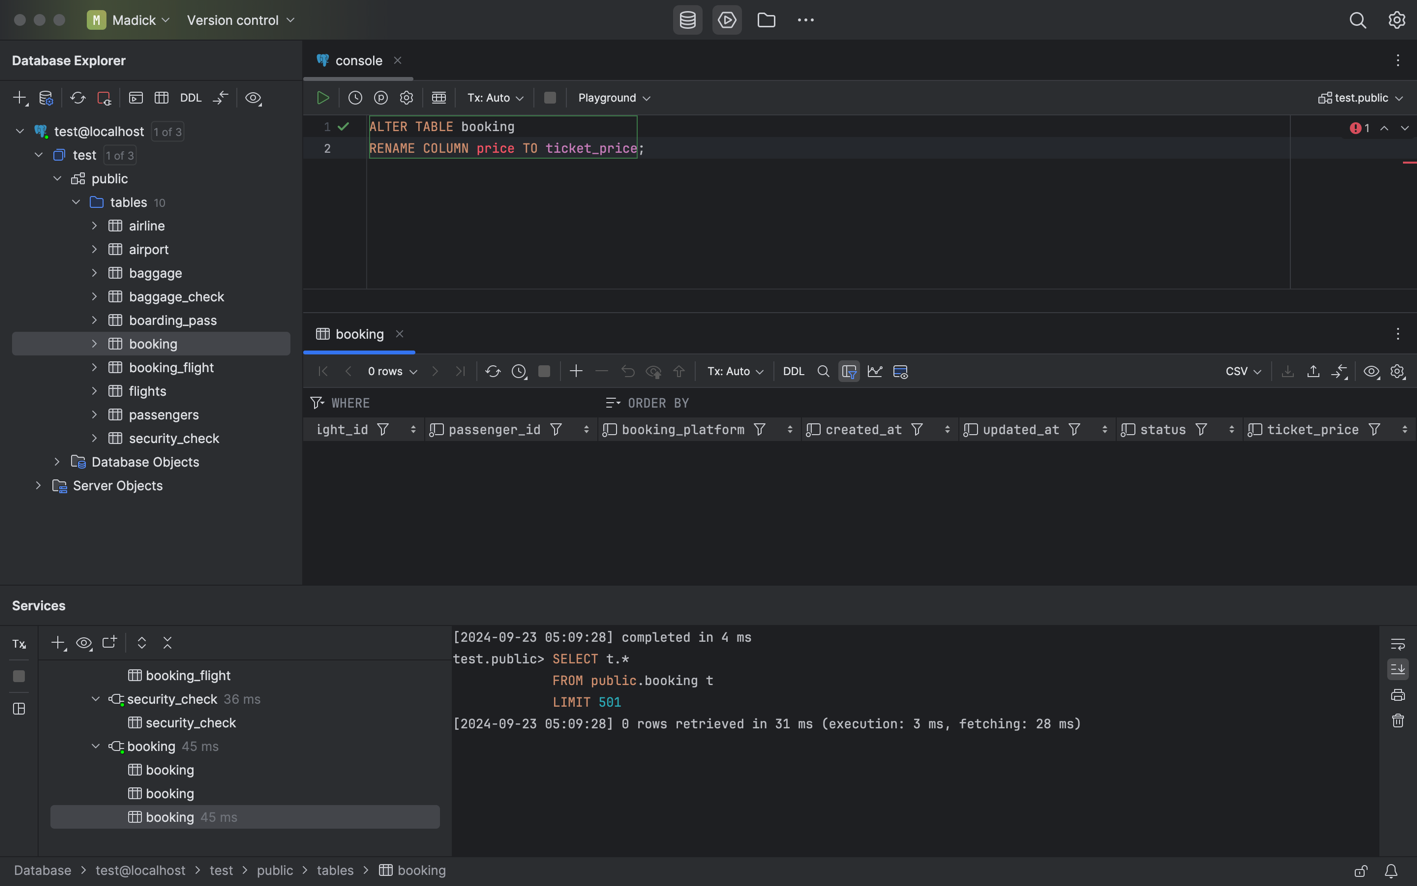 M Madick Version control
Database Explorer
console
DDL
Tx: Auto
Playground
test.public
test@localhost 1 of 3
test 1 of 3
public
tables 10
airline
airport
baggage
baggage_check
boarding_pass
booking
booking_flight
flights
passengers
security_check
Database Objects
Server Objects
1 ALTER TABLE booking
2 RENAME COLUMN price TO ticket_price;
1
booking
0 rows
Tx: Auto
DDL
CSV
WHERE
ORDER BY
ight_id passenger_id booking_platform created_at updated_at status ticket_price
Services
Tx
booking_flight
security_check 36 ms
security_check
booking 45 ms
booking
booking
booking 45 ms
[2024-09-23 05:09:28] completed in 4 ms
test.public> SELECT t.*
FROM public.booking t
LIMIT 501
[2024-09-23 05:09:28] 0 rows retrieved in 31 ms (execution: 3 ms, fetching: 28 ms)
Database > test@localhost > test > public > tables > booking